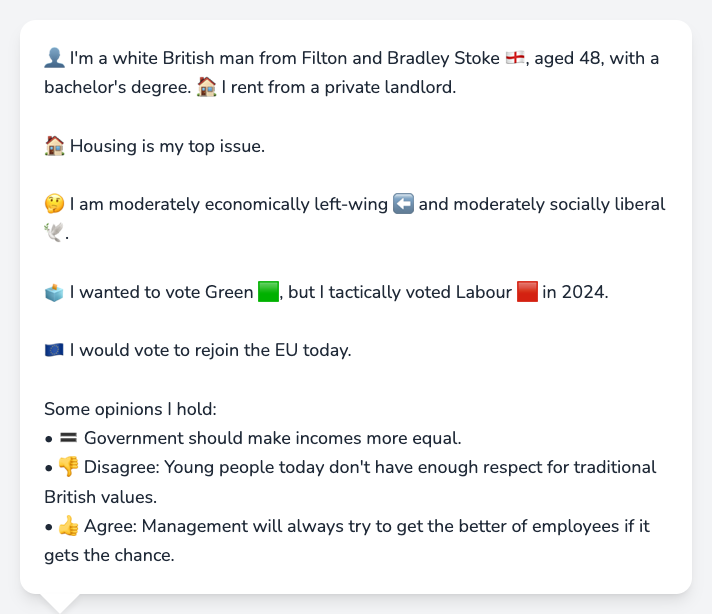 👤 I'm a white British man from Filton and Bradley Stoke 🏴󠁧󠁢󠁥󠁮󠁧󠁿, aged 48, with a
bachelor's degree. 🏠 I rent from a private landlord.
🏠 Housing is my top issue.
🤔 I am moderately economically left-wing ⬅️ and moderately socially liberal
🕊️.
🗳️ I wanted to vote Green 🟩, but I tactically voted Labour 🟥 in 2024.
🇪🇺 I would vote to rejoin the EU today.
Some opinions I hold:
• 🟰 Government should make incomes more equal.
• 👎 Disagree: Young people today don't have enough respect for traditional
British values.
• 👍 Agree: Management will always try to get the better of employees if it
gets the chance.